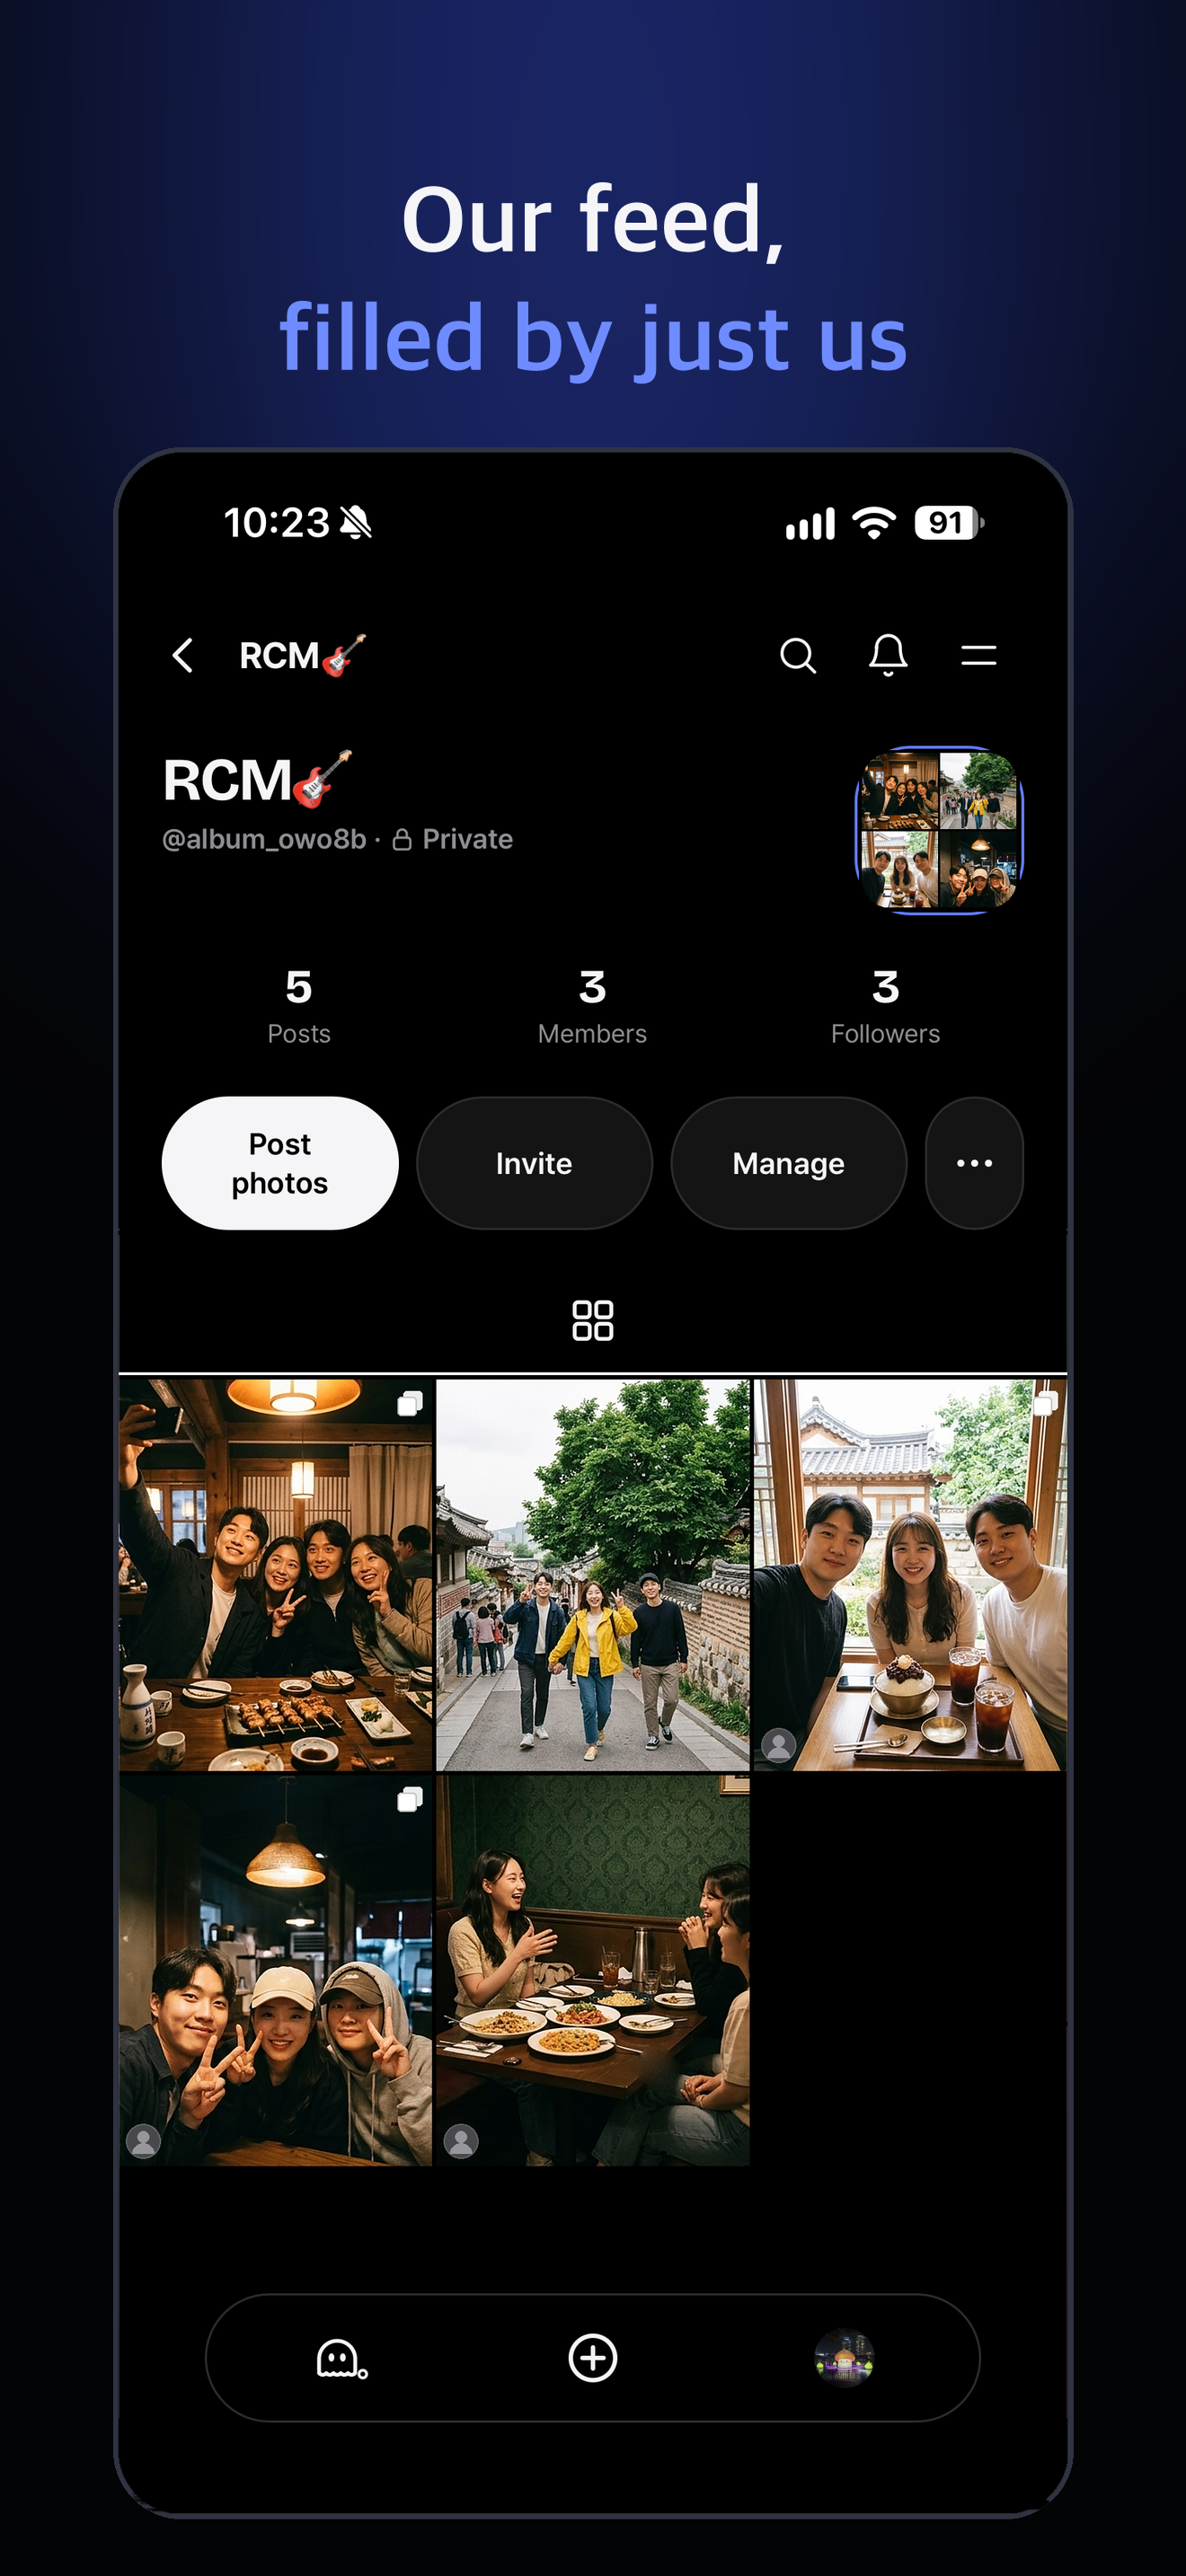 Our feed,
filled by just us
10:23
91
RCM🎸
RCM🎸
@album_owo8b · Private
5
Posts
3
Members
3
Followers
Post
photos
Invite
Manage